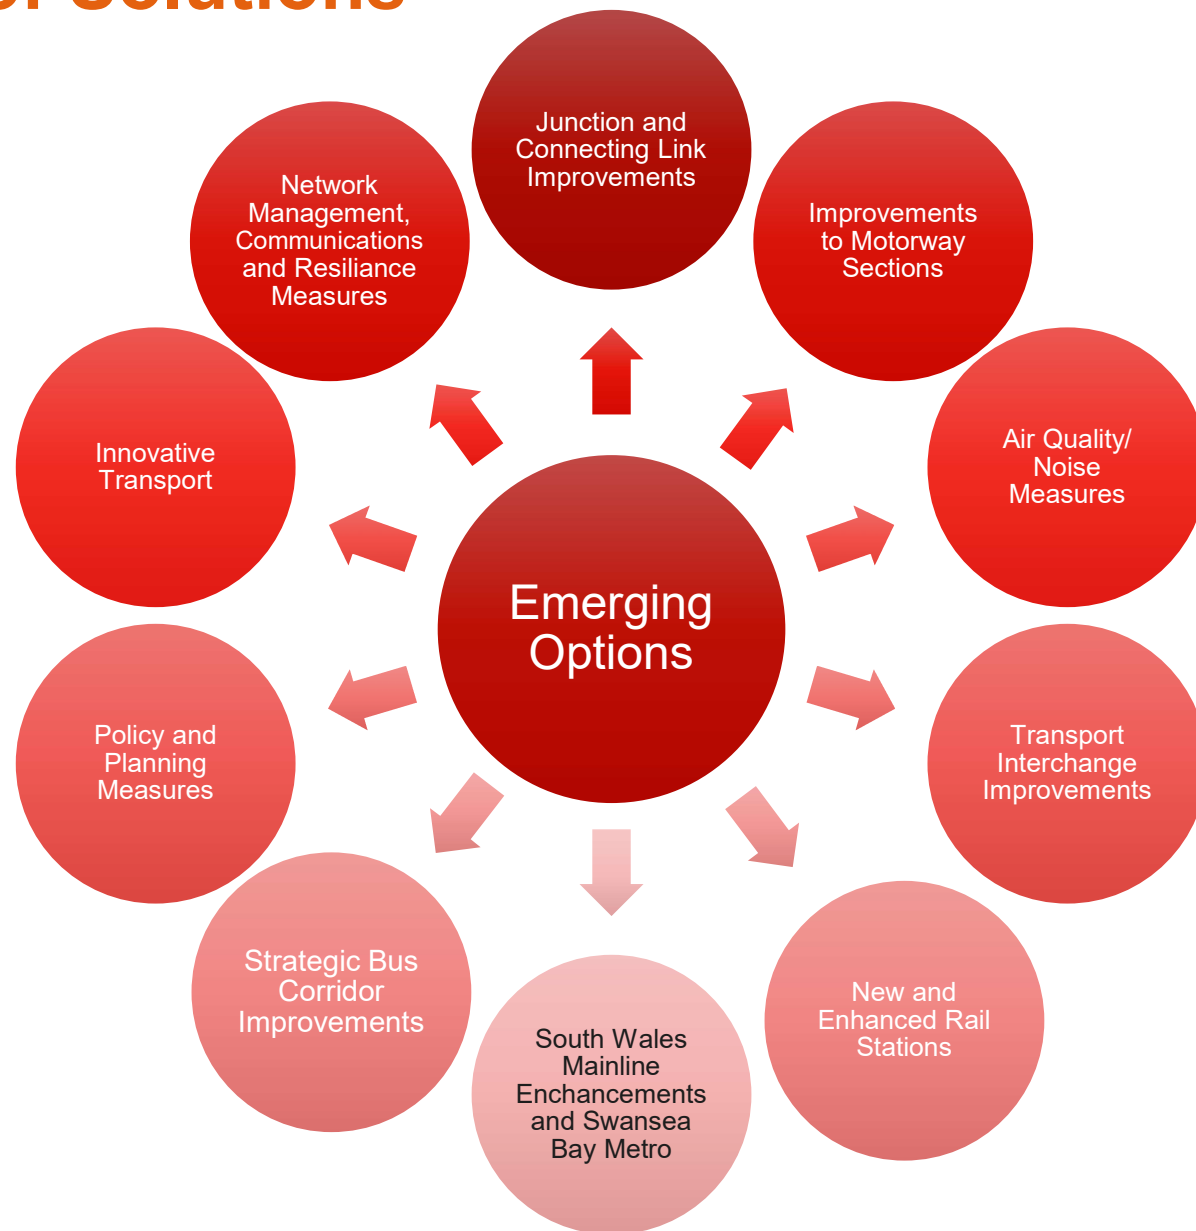 or Solutions
Junction and
Connecting Link
Improvements
Improvements
to Motorway
Sections
Air Quality/
Noise
Measures
Transport
Interchange
Improvements
New and
Enhanced Rail
Stations
South Wales
Mainline
Enchancements
and Swansea
Bay Metro
Strategic Bus
Corridor
Improvements
Policy and
Planning
Measures
Innovative
Transport
Network
Management,
Communications
and Resiliance
Measures
Emerging
Options